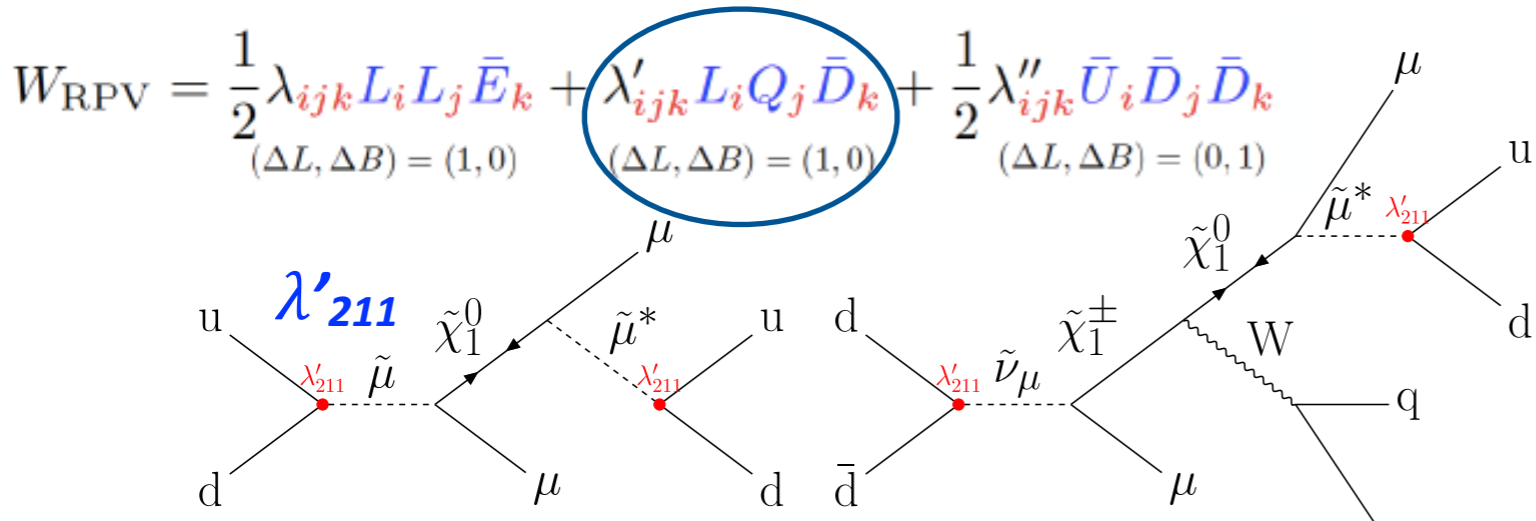 W_RPV = 1/2 λ_ijk L_i L_j Ē_k + λ′_ijk L_i Q_j D̄_k + 1/2 λ″_ijk Ū_i D̄_j D̄_k
(ΔL, ΔB) = (1, 0) (ΔL, ΔB) = (1, 0) (ΔL, ΔB) = (0, 1)
λ'211
u
d
λ′211
μ̃
χ̃⁰₁
μ
μ
μ̃*
λ′211
u
d
d
d̄
λ′211
ν̃_μ
χ̃±₁
μ
W
q
χ̃⁰₁
μ
μ̃*
λ′211
u
d